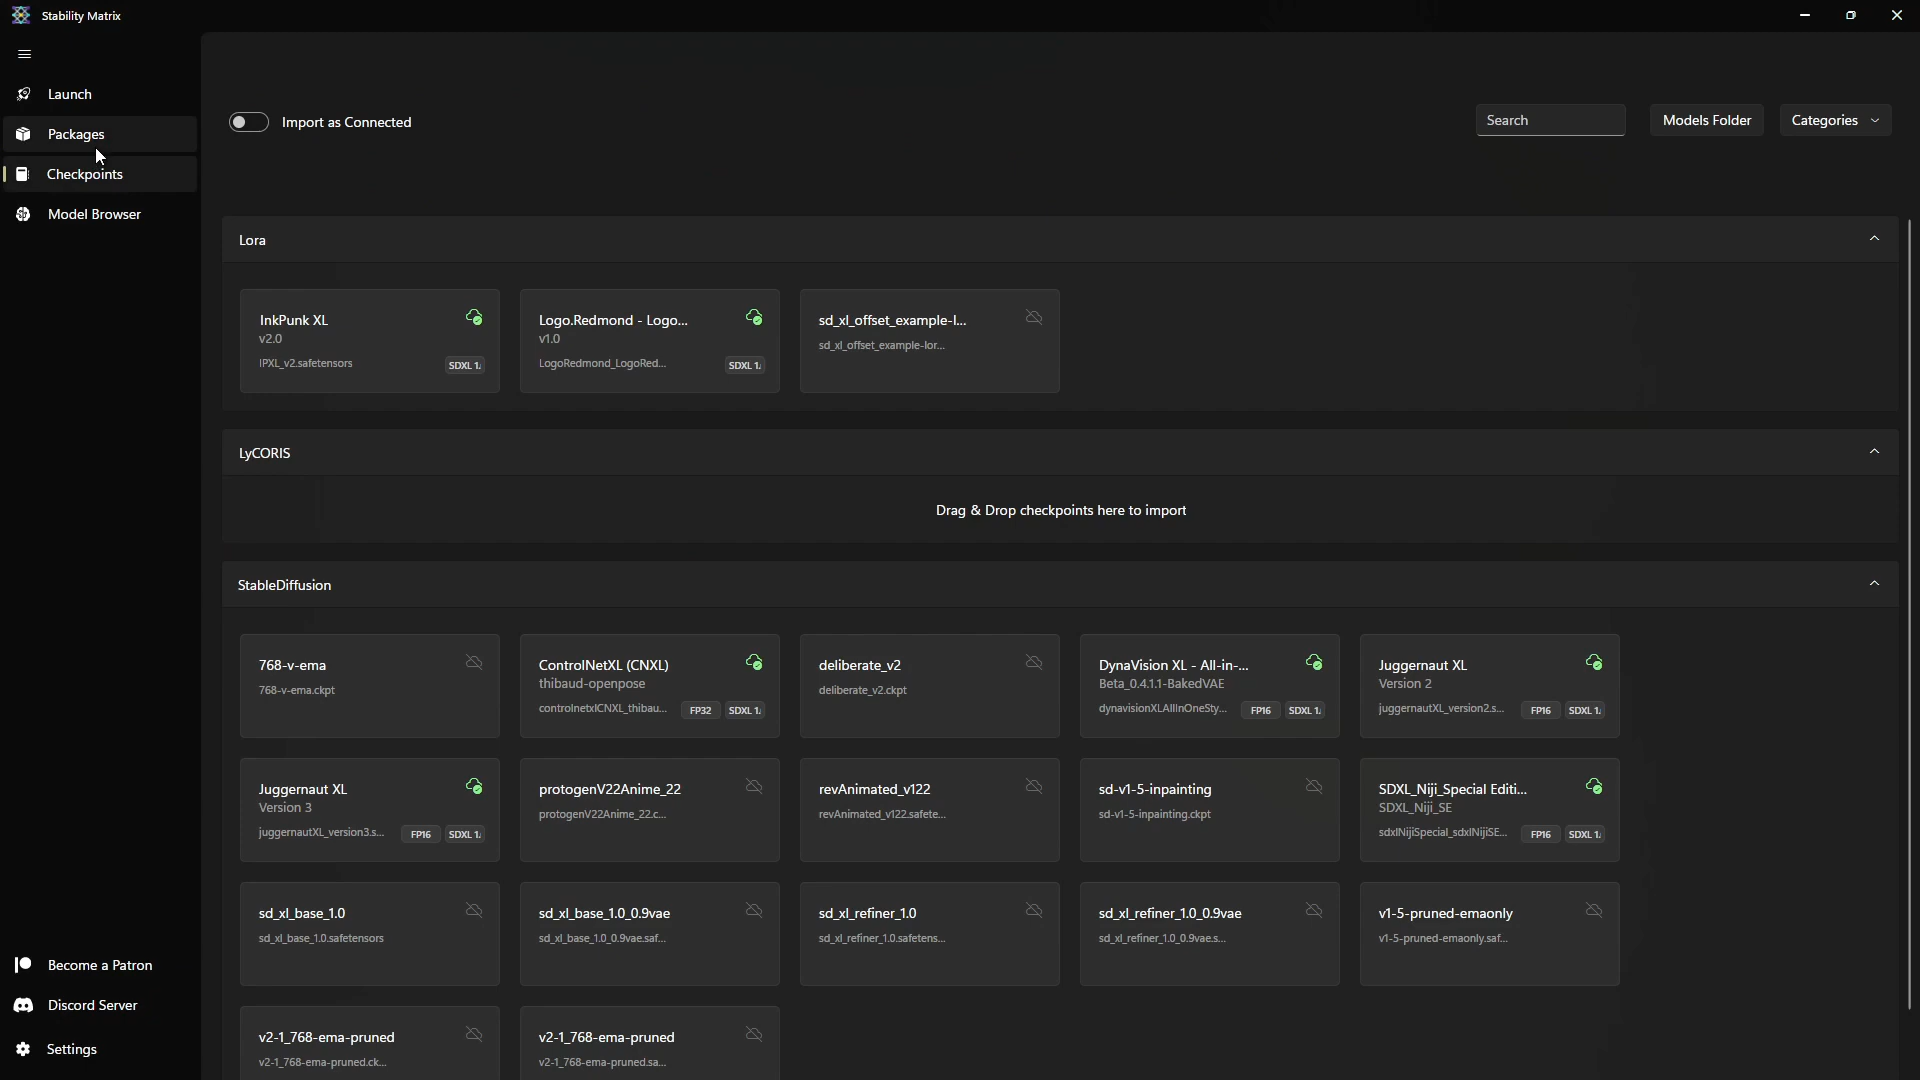 Stability Matrix
Launch
Packages
Checkpoints
Model Browser
Import as Connected
Search
Models Folder
Categories
Lora
InkPunk XL
v2.0
IPXL_v2.safetensors
SDXL 1.
Logo.Redmond - Logo...
v1.0
LogoRedmond_LogoRed...
SDXL 1.
sd_xl_offset_example-l...
sd_xl_offset_example-lor...
LyCORIS
Drag & Drop checkpoints here to import
StableDiffusion
768-v-ema
768-v-ema.ckpt
ControlNetXL (CNXL)
thibaud-openpose
controlnetxlCNXL_thibau...
FP32
SDXL 1.
deliberate_v2
deliberate_v2.ckpt
DynaVision XL - All-in-...
Beta_0.4.1.1-BakedVAE
dynavisionXLAllInOneSty...
FP16
SDXL 1.
Juggernaut XL
Version 2
juggernautXL_version2.s...
FP16
SDXL 1.
Juggernaut XL
Version 3
juggernautXL_version3.s...
FP16
SDXL 1.
protogenV22Anime_22
protogenV22Anime_22.c...
revAnimated_v122
revAnimated_v122.safete...
sd-v1-5-inpainting
sd-v1-5-inpainting.ckpt
SDXL_Niji_Special Editi...
SDXL_Niji_SE
sdxlNijiSpecial_sdxlNijiSE...
FP16
SDXL 1.
sd_xl_base_1.0
sd_xl_base_1.0.safetensors
sd_xl_base_1.0_0.9vae
sd_xl_base_1.0_0.9vae.saf...
sd_xl_refiner_1.0
sd_xl_refiner_1.0.safetens...
sd_xl_refiner_1.0_0.9vae
sd_xl_refiner_1.0_0.9vae.s...
v1-5-pruned-emaonly
v1-5-pruned-emaonly.saf...
v2-1_768-ema-pruned
v2-1_768-ema-pruned.ck...
v2-1_768-ema-pruned
v2-1_768-ema-pruned.sa...
Become a Patron
Discord Server
Settings